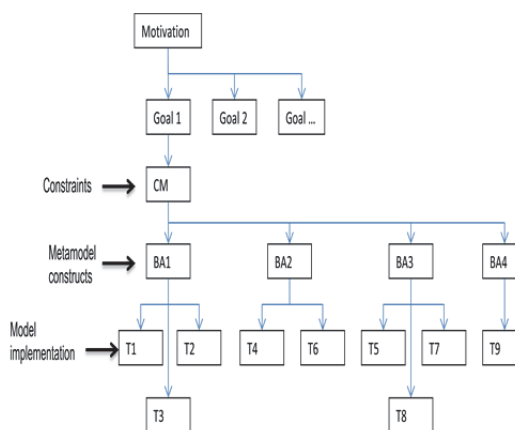 Motivation
Goal 1
Goal 2
Goal ...
Constraints
CM
Metamodel
constructs
BA1
BA2
BA3
BA4
Model
implementation
T1
T2
T4
T6
T5
T7
T9
T3
T8